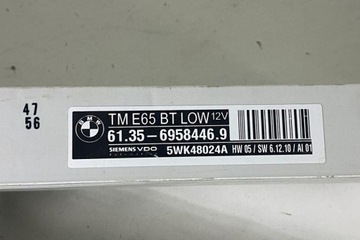 47
56
BMW
TM E65 BT LOW 12V
61.35-6958446.9
SIEMENS VDO 5WK48024A HW 05 / SW 6.12.10 / AI 01